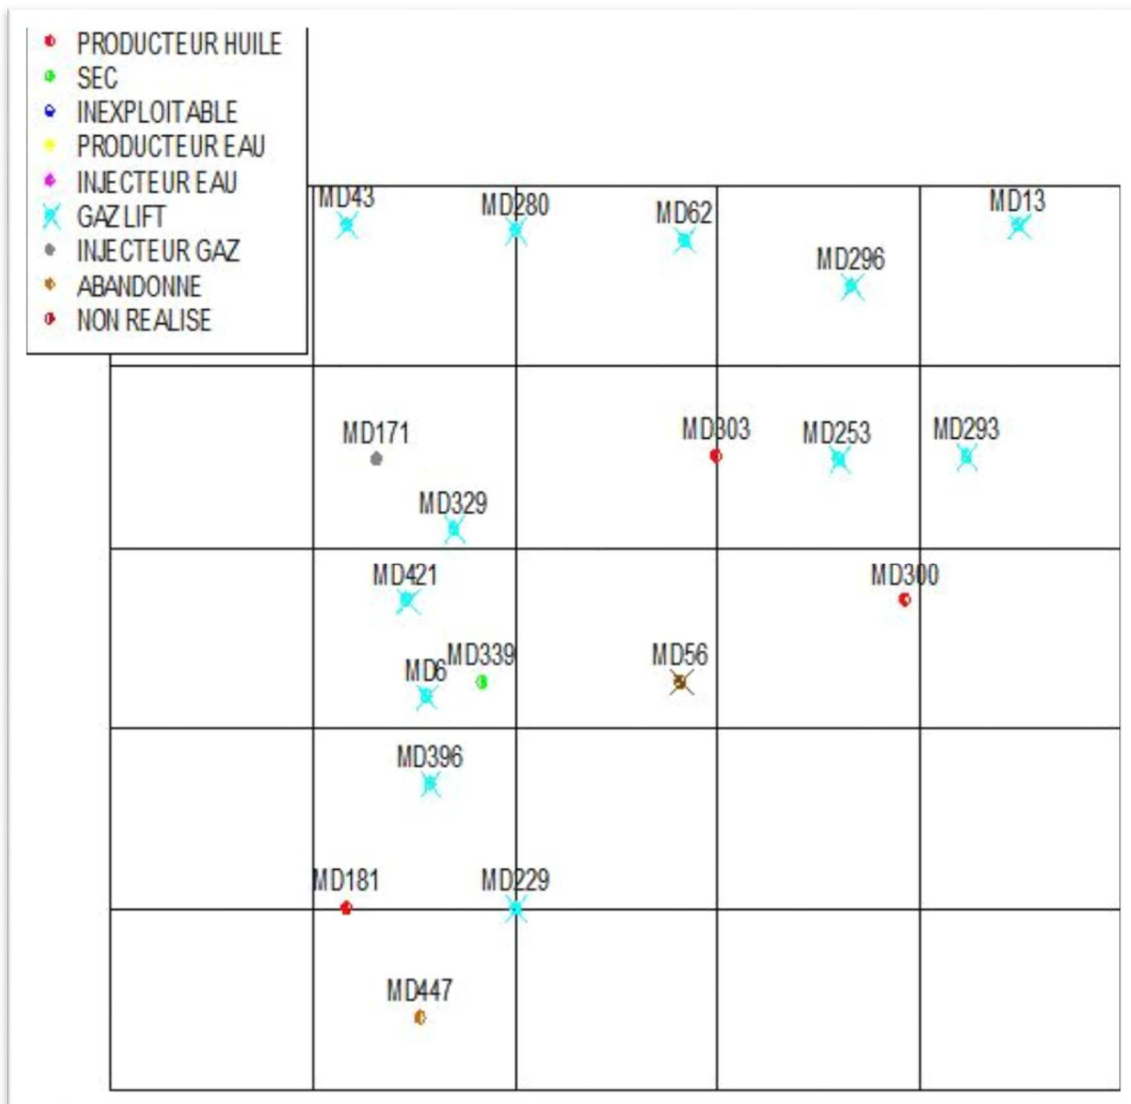 PRODUCTEUR HUILE
SEC
INEXPLOITABLE
PRODUCTEUR EAU
INJECTEUR EAU
GAZ LIFT
INJECTEUR GAZ
ABANDONNE
NON REALISE
MD43
MD280
MD62
MD296
MD13
MD171
MD303
MD253
MD293
MD329
MD421
MD300
MD6
MD339
MD56
MD396
MD181
MD229
MD447